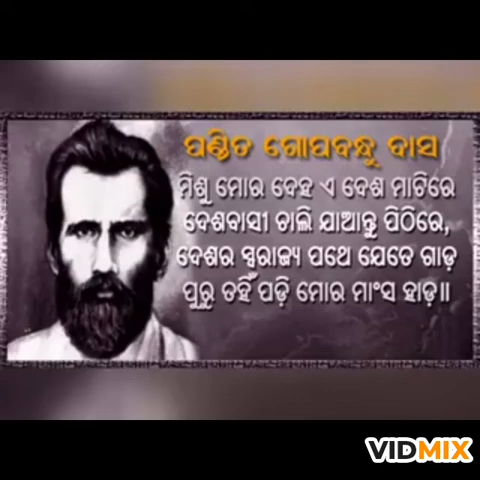 ପଣ୍ଡିତ ଗୋପବନ୍ଧୁ ଦାସ
ମିଶୁ ମୋର ଦେହ ଏ ଦେଶ ମାଟିରେ
ଦେଶବାସୀ ଚାଲି ଯାଆନ୍ତୁ ପିଠିରେ,
ଦେଶର ସ୍ୱରାଜ୍ୟ ପଥେ ଯେତେ ଗାଡ଼
ପୁରୁ ତହିଁ ପଡ଼ି ମୋର ମାଂସ ହାଡ଼॥
VIDMIX